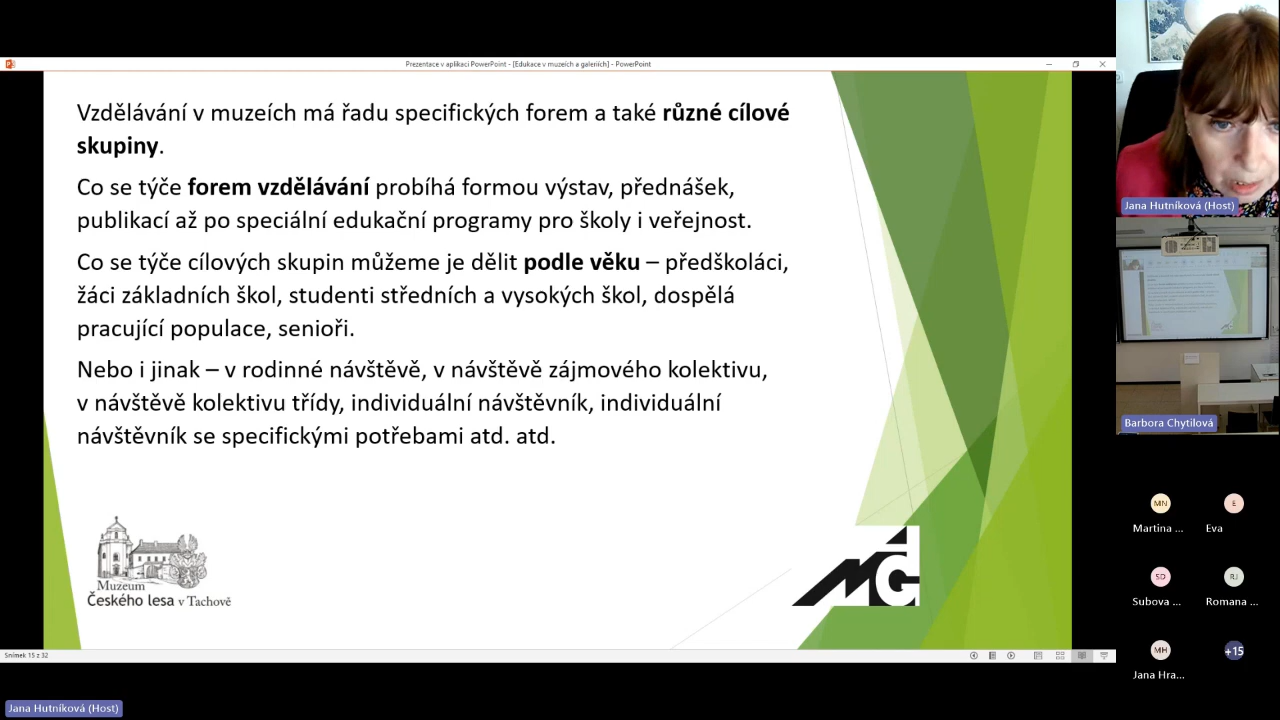 Prezentace v aplikaci PowerPoint - [Edukace v muzeích a galeriích] - PowerPoint
Vzdělávání v muzeích má řadu specifických forem a také různé cílové
skupiny.
Co se týče forem vzdělávání probíhá formou výstav, přednášek,
publikací až po speciální edukační programy pro školy i veřejnost.
Co se týče cílových skupin můžeme je dělit podle věku – předškoláci,
žáci základních škol, studenti středních a vysokých škol, dospělá
pracující populace, senioři.
Nebo i jinak – v rodinné návštěvě, v návštěvě zájmového kolektivu,
v návštěvě kolektivu třídy, individuální návštěvník, individuální
návštěvník se specifickými potřebami atd. atd.
Muzeum
Českého lesa v Tachově
MG
Snímek 15 z 32
Jana Hutníková (Host)
Jana Hutníková (Host)
Barbora Chytilová
MN
E
Martina ...
Eva
SD
RJ
Subova ...
Romana ...
MH
+15
Jana Hra...